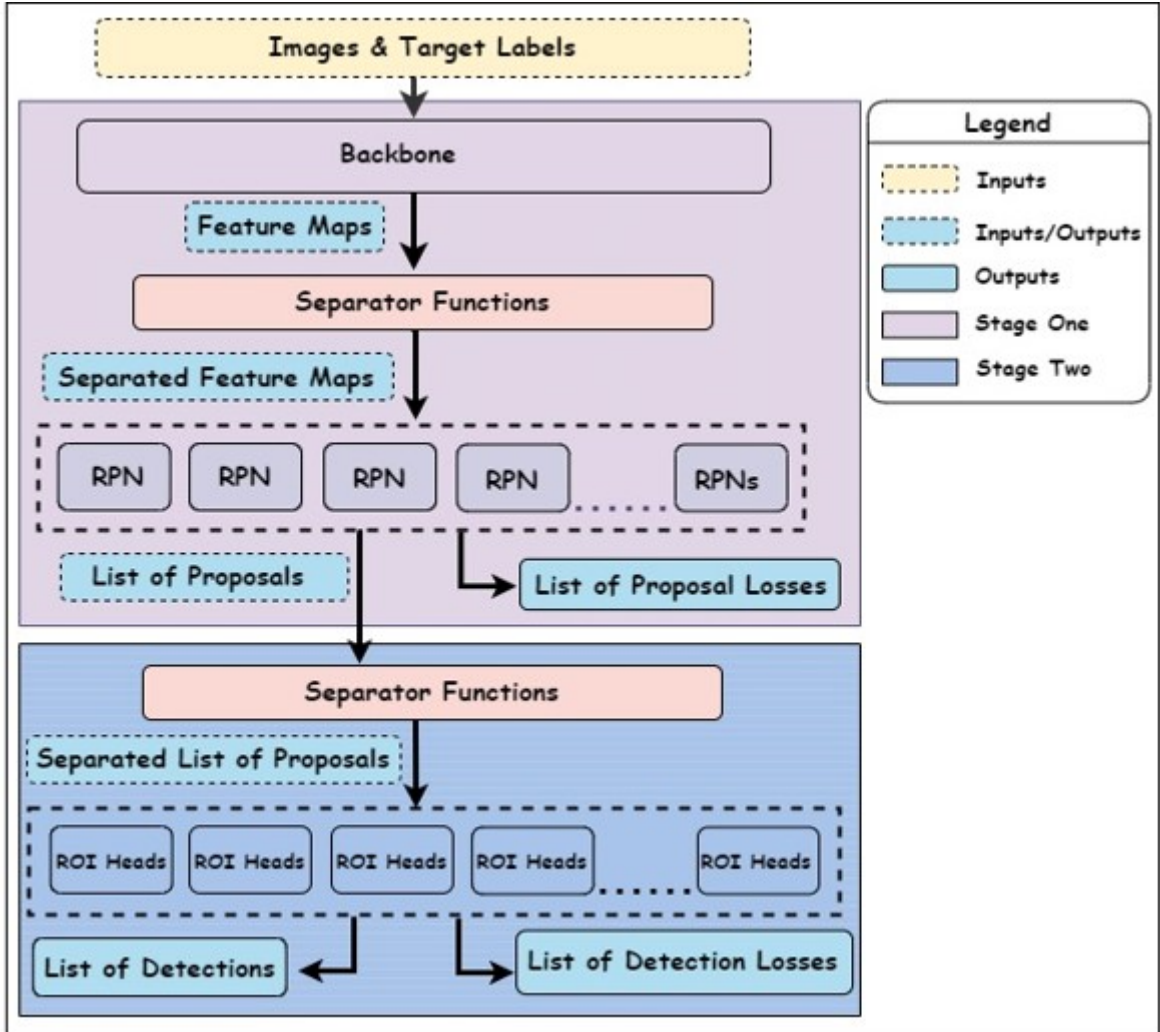 Images & Target Labels
Backbone
Feature Maps
Separator Functions
Separated Feature Maps
RPN RPN RPN RPN ....... RPNs
List of Proposals
List of Proposal Losses
Separator Functions
Separated List of Proposals
ROI Heads ROI Heads ROI Heads ROI Heads ....... ROI Heads
List of Detections
List of Detection Losses
Legend
Inputs
Inputs/Outputs
Outputs
Stage One
Stage Two